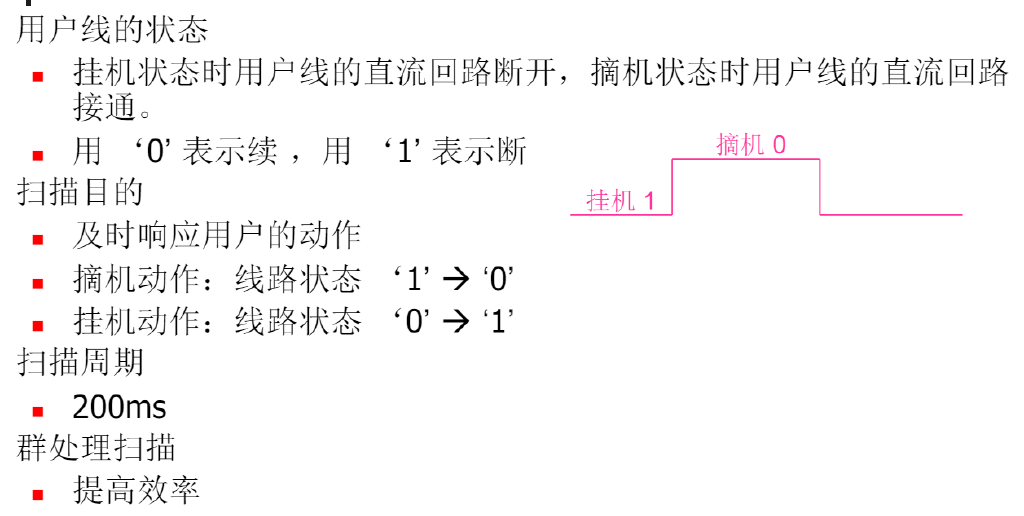 用户线的状态
挂机状态时用户线的直流回路断开，摘机状态时用户线的直流回路
接通。
用 ‘0’ 表示续 ，用 ‘1’ 表示断
摘机 0
挂机 1
扫描目的
及时响应用户的动作
摘机动作：线路状态 ‘1’ → ‘0’
挂机动作：线路状态 ‘0’ → ‘1’
扫描周期
200ms
群处理扫描
提高效率